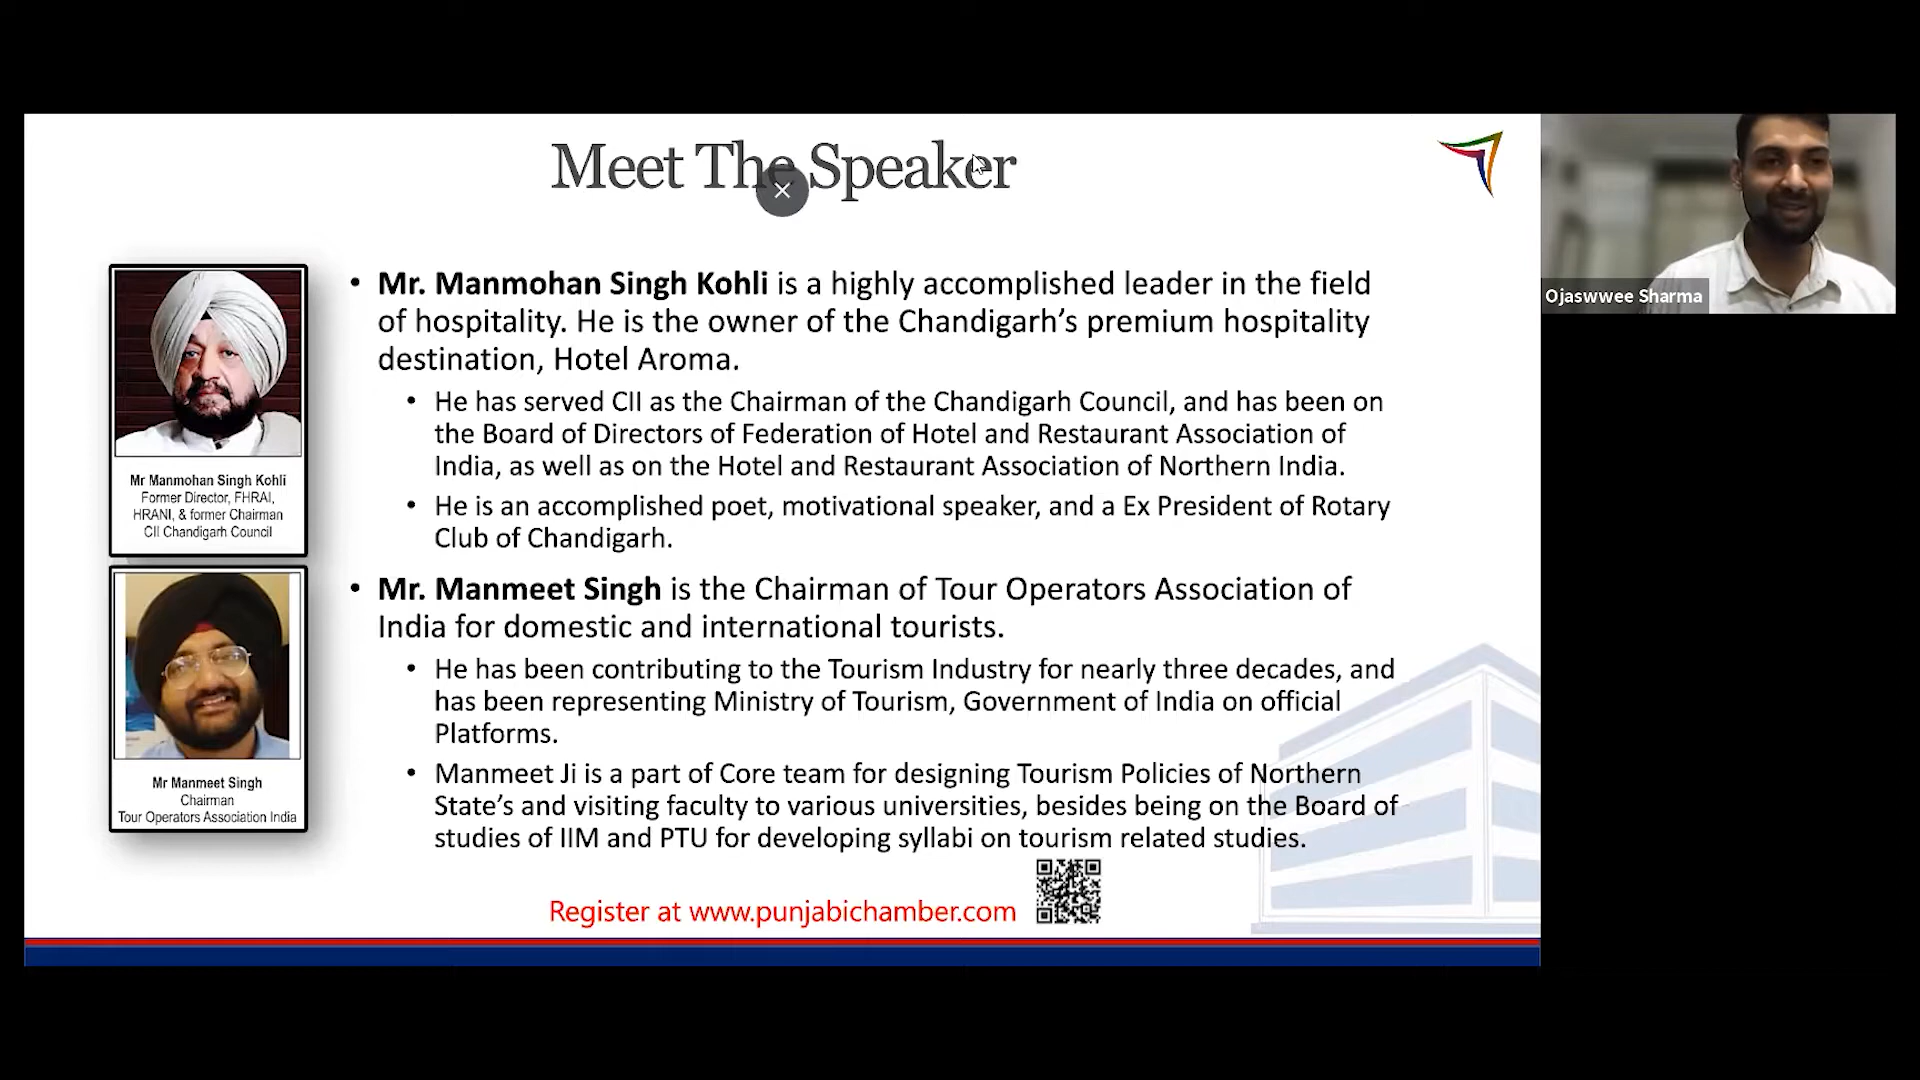 Meet The Speaker
Mr. Manmohan Singh Kohli is a highly accomplished leader in the field
of hospitality. He is the owner of the Chandigarh's premium hospitality
destination, Hotel Aroma.
He has served CII as the Chairman of the Chandigarh Council, and has been on
the Board of Directors of Federation of Hotel and Restaurant Association of
India, as well as on the Hotel and Restaurant Association of Northern India.
He is an accomplished poet, motivational speaker, and a Ex President of Rotary
Club of Chandigarh.
Mr. Manmeet Singh is the Chairman of Tour Operators Association of
India for domestic and international tourists.
He has been contributing to the Tourism Industry for nearly three decades, and
has been representing Ministry of Tourism, Government of India on official
Platforms.
Manmeet Ji is a part of Core team for designing Tourism Policies of Northern
State's and visiting faculty to various universities, besides being on the Board of
studies of IIM and PTU for developing syllabi on tourism related studies.
Mr Manmohan Singh Kohli
Former Director, FHRAI,
HRANI, & former Chairman
CII Chandigarh Council
Mr Manmeet Singh
Chairman
Tour Operators Association India
Register at www.punjabichamber.com
Ojaswwee Sharma